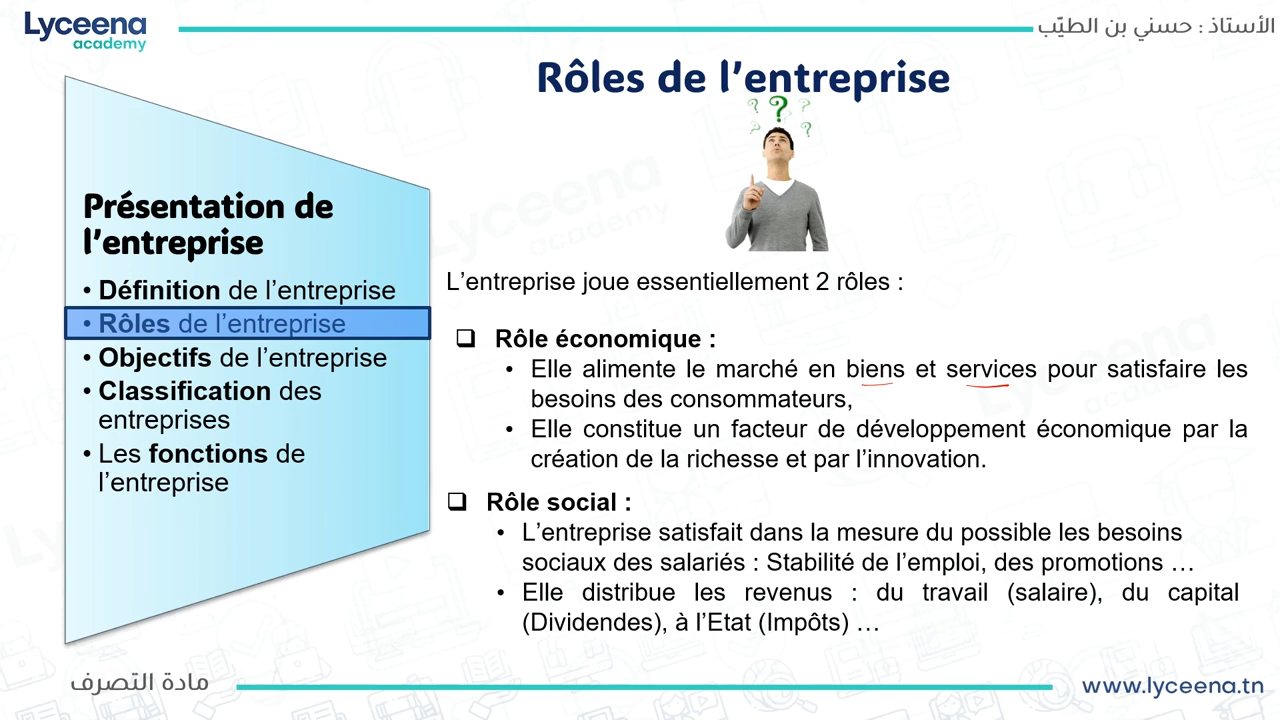 Lyceena
academy
الأستاذ : حسني بن الطيّب
Rôles de l’entreprise
Présentation de
l’entreprise
• Définition de l’entreprise
• Rôles de l’entreprise
• Objectifs de l’entreprise
• Classification des
entreprises
• Les fonctions de
l’entreprise
L’entreprise joue essentiellement 2 rôles :
❑ Rôle économique :
• Elle alimente le marché en biens et services pour satisfaire les
besoins des consommateurs,
• Elle constitue un facteur de développement économique par la
création de la richesse et par l’innovation.
❑ Rôle social :
• L’entreprise satisfait dans la mesure du possible les besoins
sociaux des salariés : Stabilité de l’emploi, des promotions …
• Elle distribue les revenus : du travail (salaire), du capital
(Dividendes), à l’Etat (Impôts) …
مادة التصرف
www.lyceena.tn